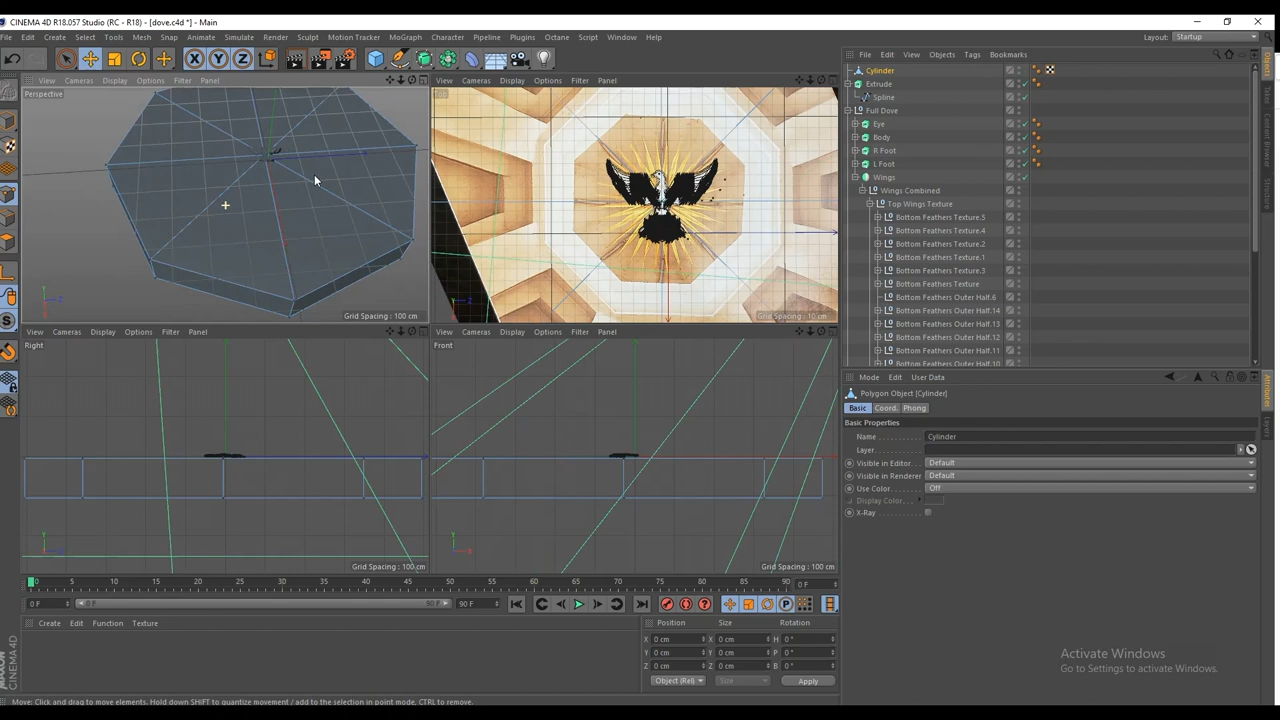 CINEMA 4D R18.057 Studio (RC - R18) - [dove.c4d *] - Main
File Edit Create Select Tools Mesh Snap Animate Simulate Render Sculpt Motion Tracker MoGraph Character Pipeline Plugins Octane Script Window Help
Layout: Startup
X Y Z
View Cameras Display Options Filter Panel
Perspective
Grid Spacing : 100 cm
View Cameras Display Options Filter Panel
Top
Grid Spacing : 10 cm
View Cameras Display Options Filter Panel
Right
Grid Spacing : 100 cm
View Cameras Display Options Filter Panel
Front
Grid Spacing : 100 cm
File Edit View Objects Tags Bookmarks
Cylinder
Extrude
Spline
Full Dove
Eye
Body
R Foot
L Foot
Wings
Wings Combined
Top Wings Texture
Bottom Feathers Texture.5
Bottom Feathers Texture.4
Bottom Feathers Texture.2
Bottom Feathers Texture.1
Bottom Feathers Texture.3
Bottom Feathers Texture
Bottom Feathers Outer Half.6
Bottom Feathers Outer Half.14
Bottom Feathers Outer Half.13
Bottom Feathers Outer Half.12
Bottom Feathers Outer Half.11
Bottom Feathers Outer Half.10
Objects
Takes
Content Browser
Structure
Mode Edit User Data
Polygon Object [Cylinder]
Basic Coord. Phong
Basic Properties
Name Cylinder
Layer
Visible in Editor Default
Visible in Renderer Default
Use Color Off
Display Color
X-Ray
Attributes
Layers
0 5 10 15 20 25 30 35 40 45 50 55 60 65 70 75 80 85 90 0 F
0 F 0 F 90 F 90 F
Create Edit Function Texture
Position Size Rotation
X 0 cm X 0 cm H 0 °
Y 0 cm Y 0 cm P 0 °
Z 0 cm Z 0 cm B 0 °
Object (Rel) Size Apply
MAXON
CINEMA 4D
Activate Windows
Go to Settings to activate Windows.
Move: Click and drag to move elements. Hold down SHIFT to quantize movement / add to the selection in point mode, CTRL to remove.